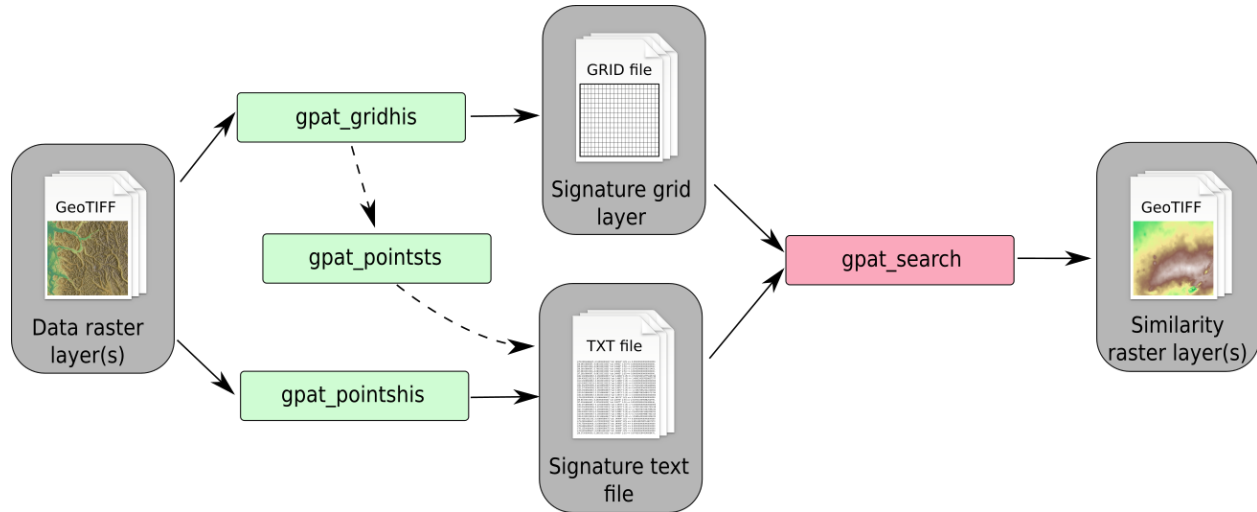 GeoTIFF
Data raster
layer(s)
gpat_gridhis
gpat_pointsts
gpat_pointshis
GRID file
Signature grid
layer
TXT file
Signature text
file
gpat_search
GeoTIFF
Similarity
raster layer(s)